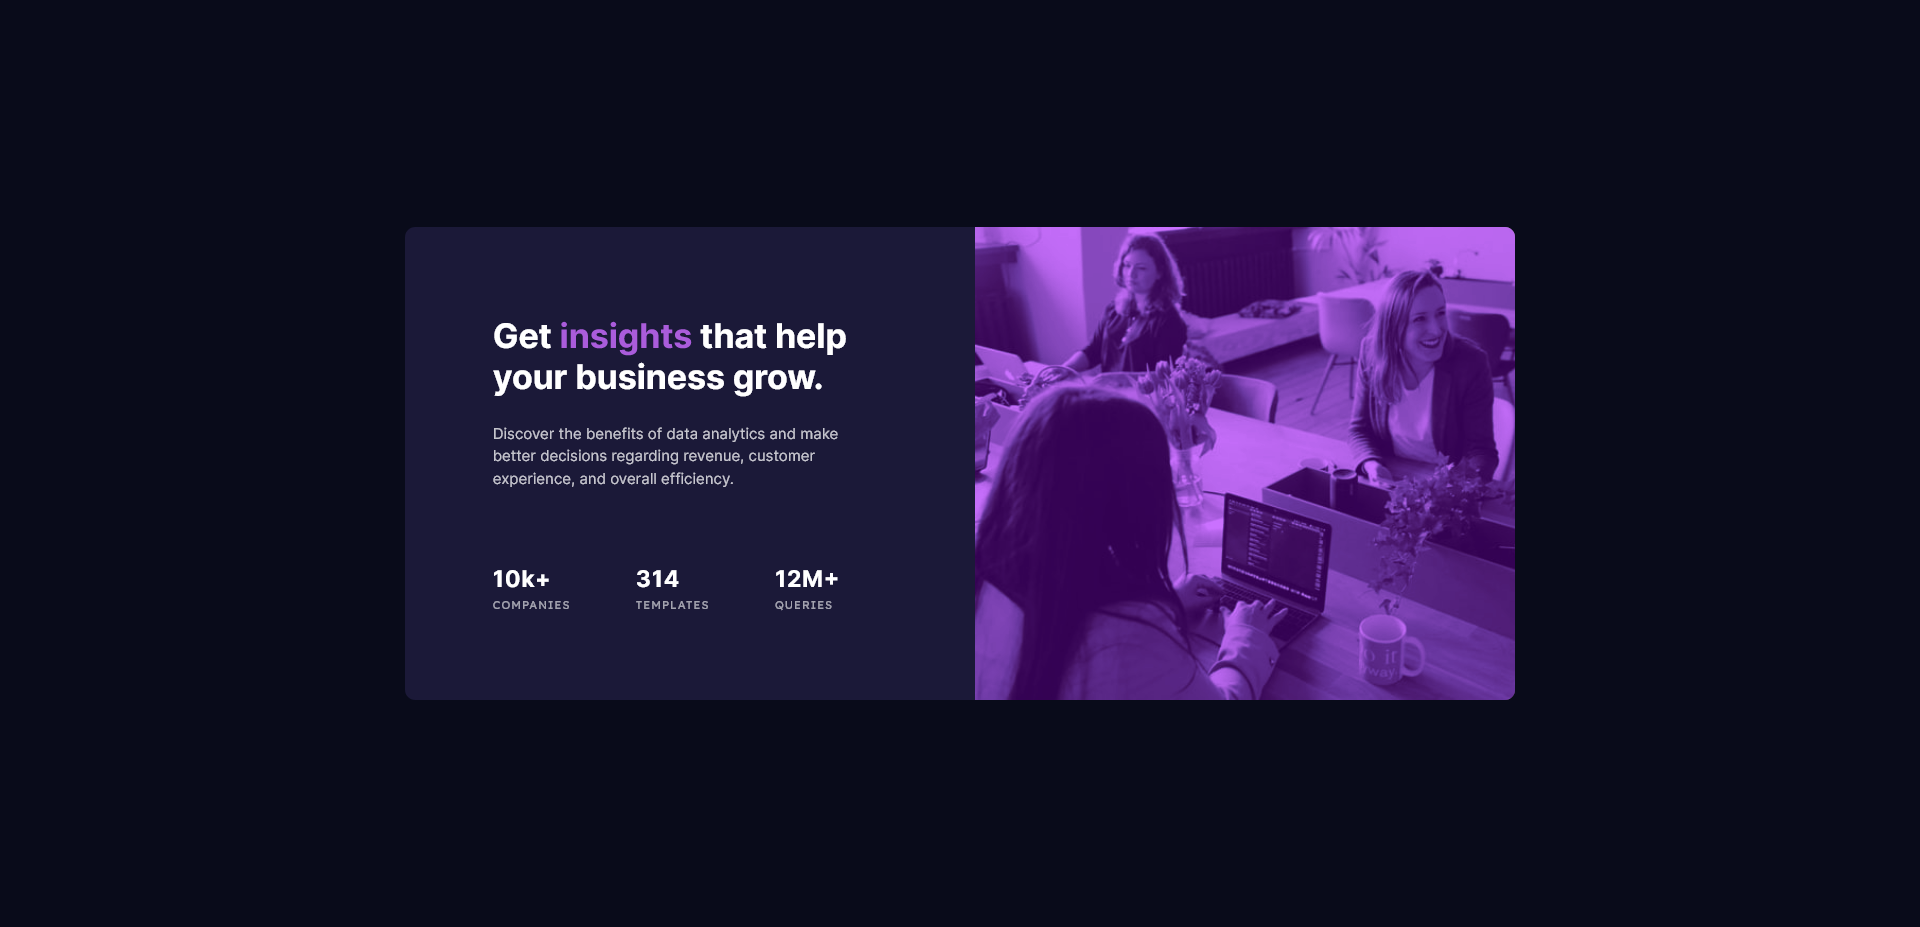 Get insights that help
your business grow.
Discover the benefits of data analytics and make
better decisions regarding revenue, customer
experience, and overall efficiency.
10k+ 314 12M+
COMPANIES TEMPLATES QUERIES